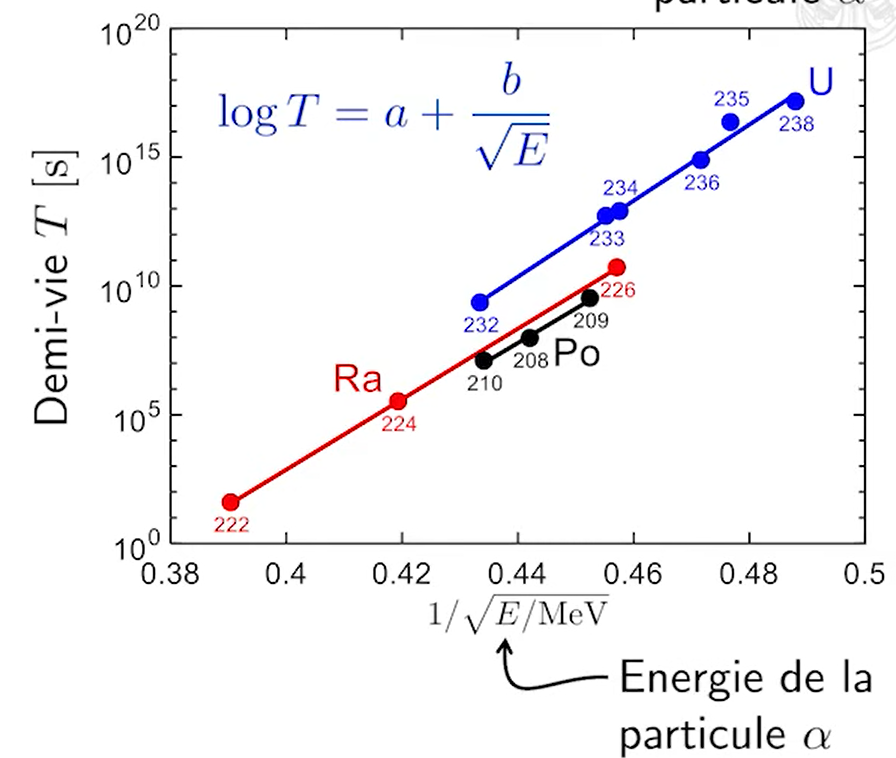 particule α
10^20
log T = a + b/√E
U
235
238
10^15
236
234
233
Demi-vie T [s]
10^10
226
232
209
208 Po
210
Ra
10^5
224
222
10^0
0.38 0.4 0.42 0.44 0.46 0.48 0.5
1/√E/MeV
Energie de la
particule α